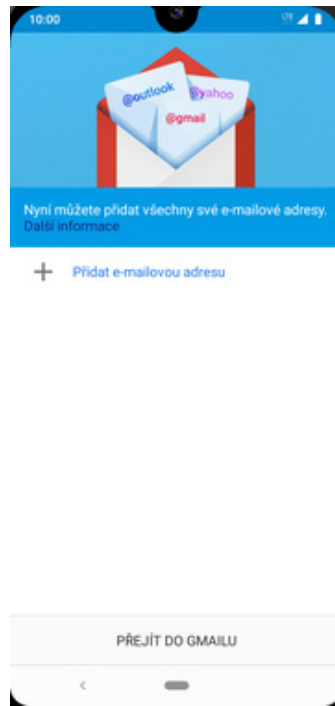 10:00
LTE
@outlook
@yahoo
@gmail
Nyní můžete přidat všechny své e-mailové adresy.
Další informace
Přidat e-mailovou adresu
PŘEJÍT DO GMAILU